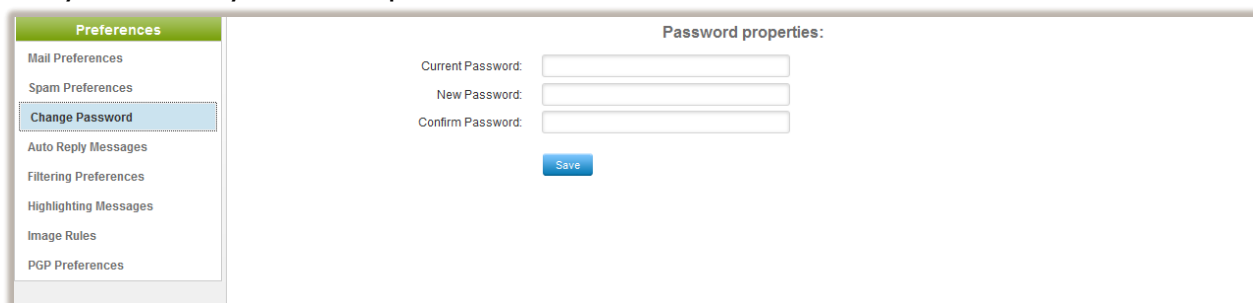 Preferences
Mail Preferences
Spam Preferences
Change Password
Auto Reply Messages
Filtering Preferences
Highlighting Messages
Image Rules
PGP Preferences
Password properties:
Current Password:
New Password:
Confirm Password:
Save